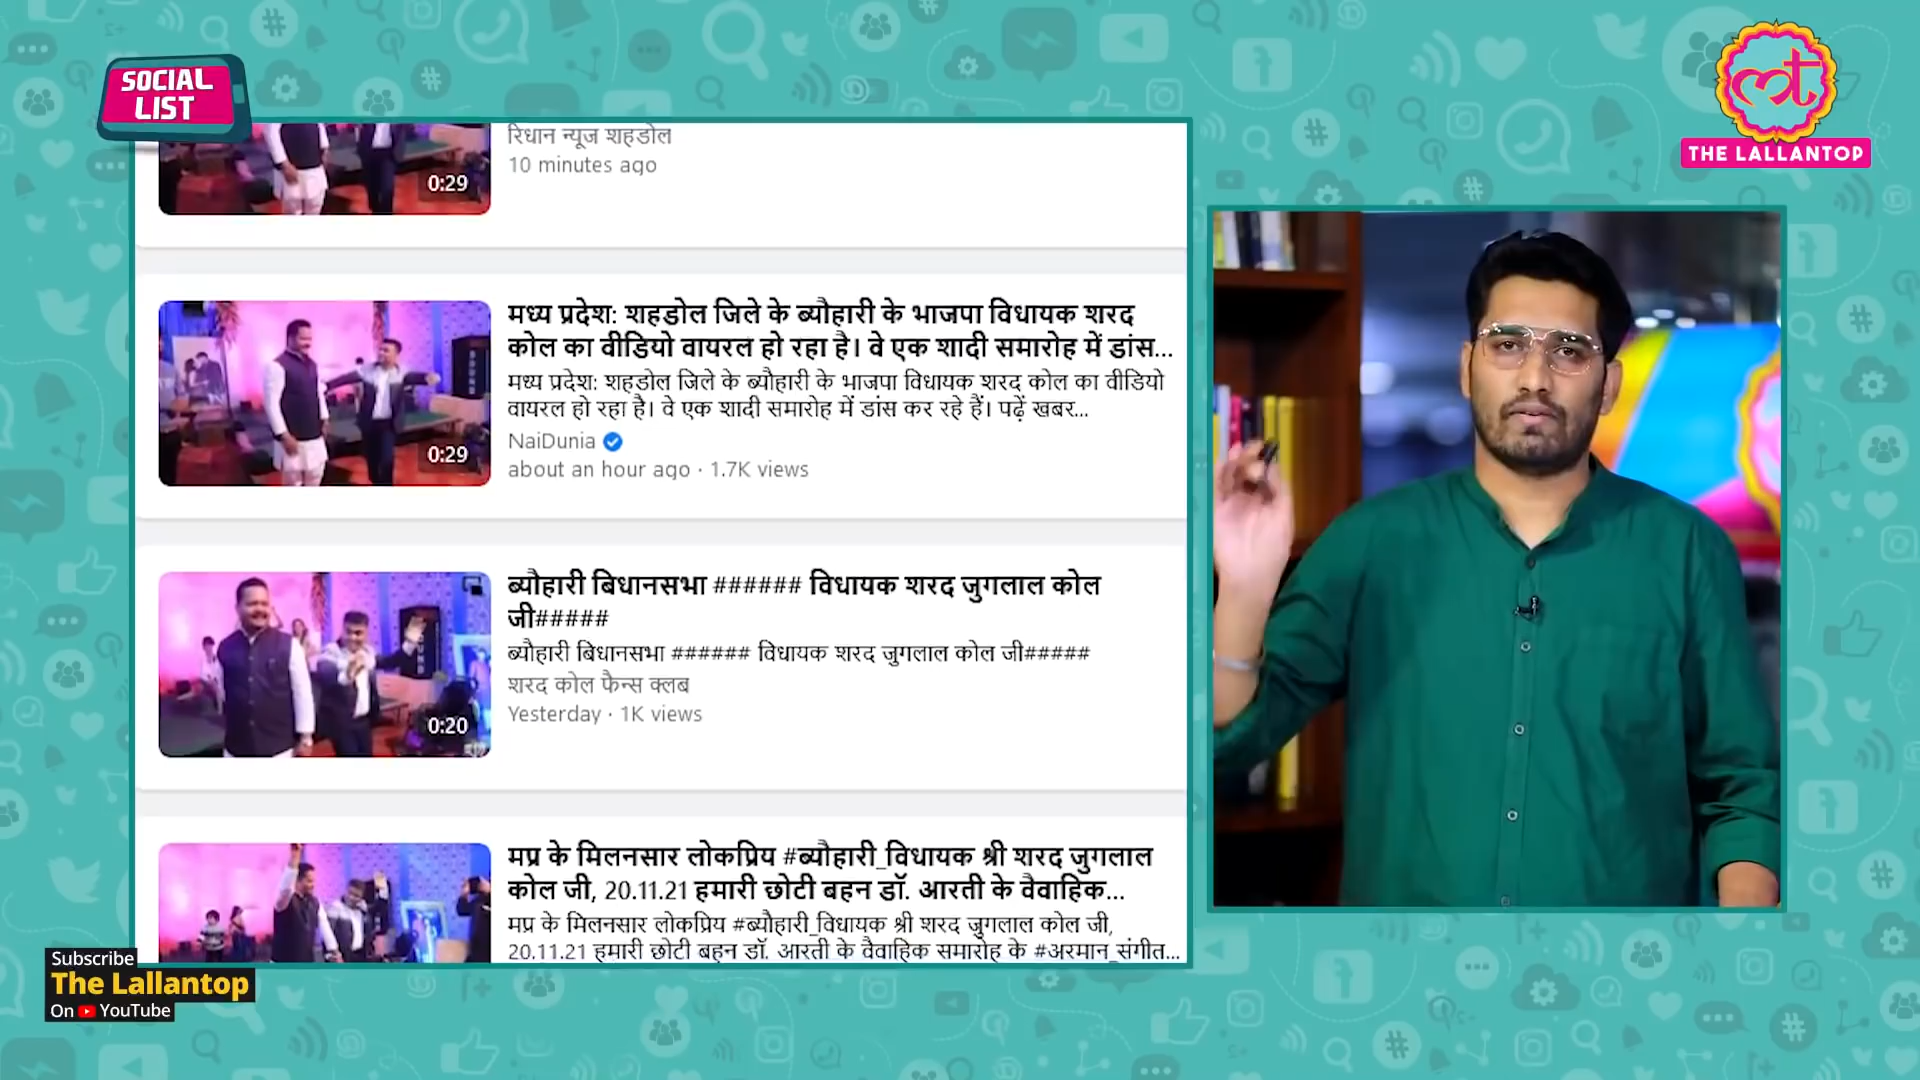 SOCIAL
LIST
THE LALLANTOP
रिधान न्यूज शहडोल
10 minutes ago
0:29
मध्य प्रदेश: शहडोल जिले के ब्यौहारी के भाजपा विधायक शरद
कोल का वीडियो वायरल हो रहा है। वे एक शादी समारोह में डांस...
मध्य प्रदेश: शहडोल जिले के ब्यौहारी के भाजपा विधायक शरद कोल का वीडियो
वायरल हो रहा है। वे एक शादी समारोह में डांस कर रहे हैं। पढ़ें खबर...
NaiDunia
about an hour ago · 1.7K views
0:29
ब्यौहारी बिधानसभा ###### विधायक शरद जुगलाल कोल
जी#####
ब्यौहारी बिधानसभा ###### विधायक शरद जुगलाल कोल जी#####
शरद कोल फैन्स क्लब
Yesterday · 1K views
0:20
मप्र के मिलनसार लोकप्रिय #ब्यौहारी_विधायक श्री शरद जुगलाल
कोल जी, 20.11.21 हमारी छोटी बहन डॉ. आरती के वैवाहिक...
मप्र के मिलनसार लोकप्रिय #ब्यौहारी_विधायक श्री शरद जुगलाल कोल जी,
20.11.21 हमारी छोटी बहन डॉ. आरती के वैवाहिक समारोह के #अरमान_संगीत...
Subscribe
The Lallantop
On YouTube